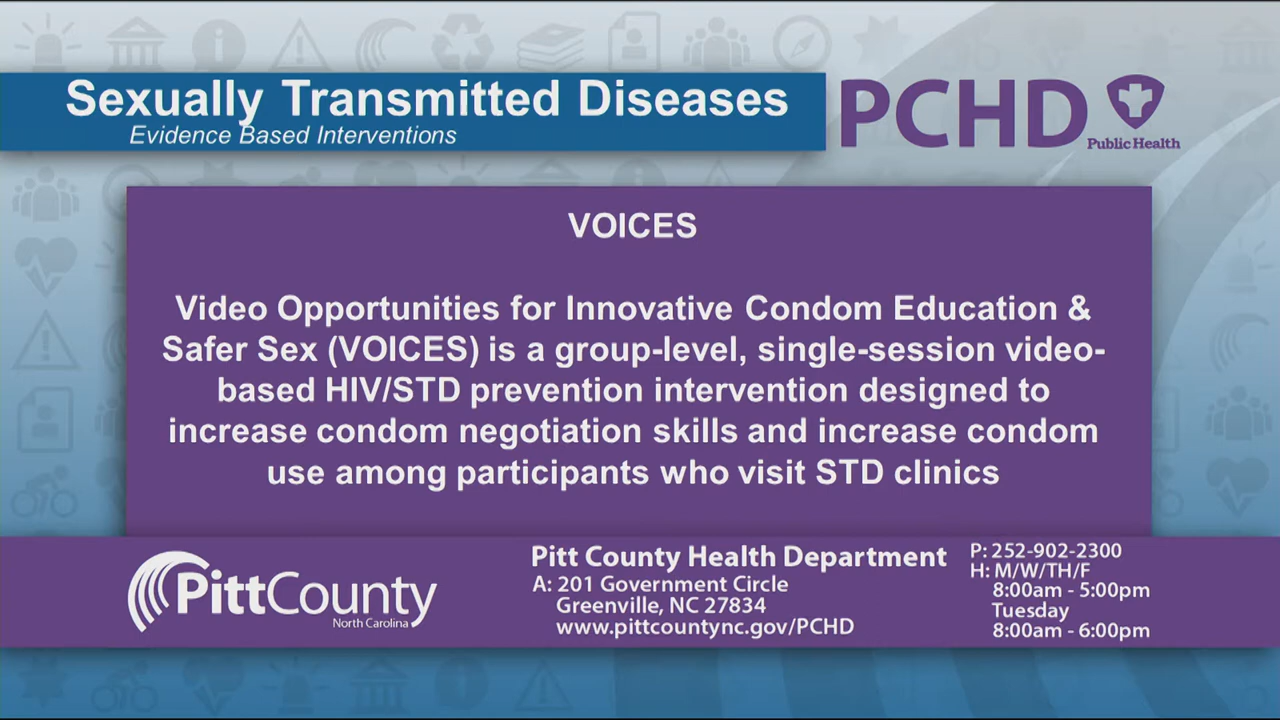 Sexually Transmitted Diseases
Evidence Based Interventions
PCHD
Public Health
VOICES
Video Opportunities for Innovative Condom Education &
Safer Sex (VOICES) is a group-level, single-session video-
based HIV/STD prevention intervention designed to
increase condom negotiation skills and increase condom
use among participants who visit STD clinics
PittCounty
North Carolina
Pitt County Health Department
A: 201 Government Circle
Greenville, NC 27834
www.pittcountync.gov/PCHD
P: 252-902-2300
H: M/W/TH/F
8:00am - 5:00pm
Tuesday
8:00am - 6:00pm